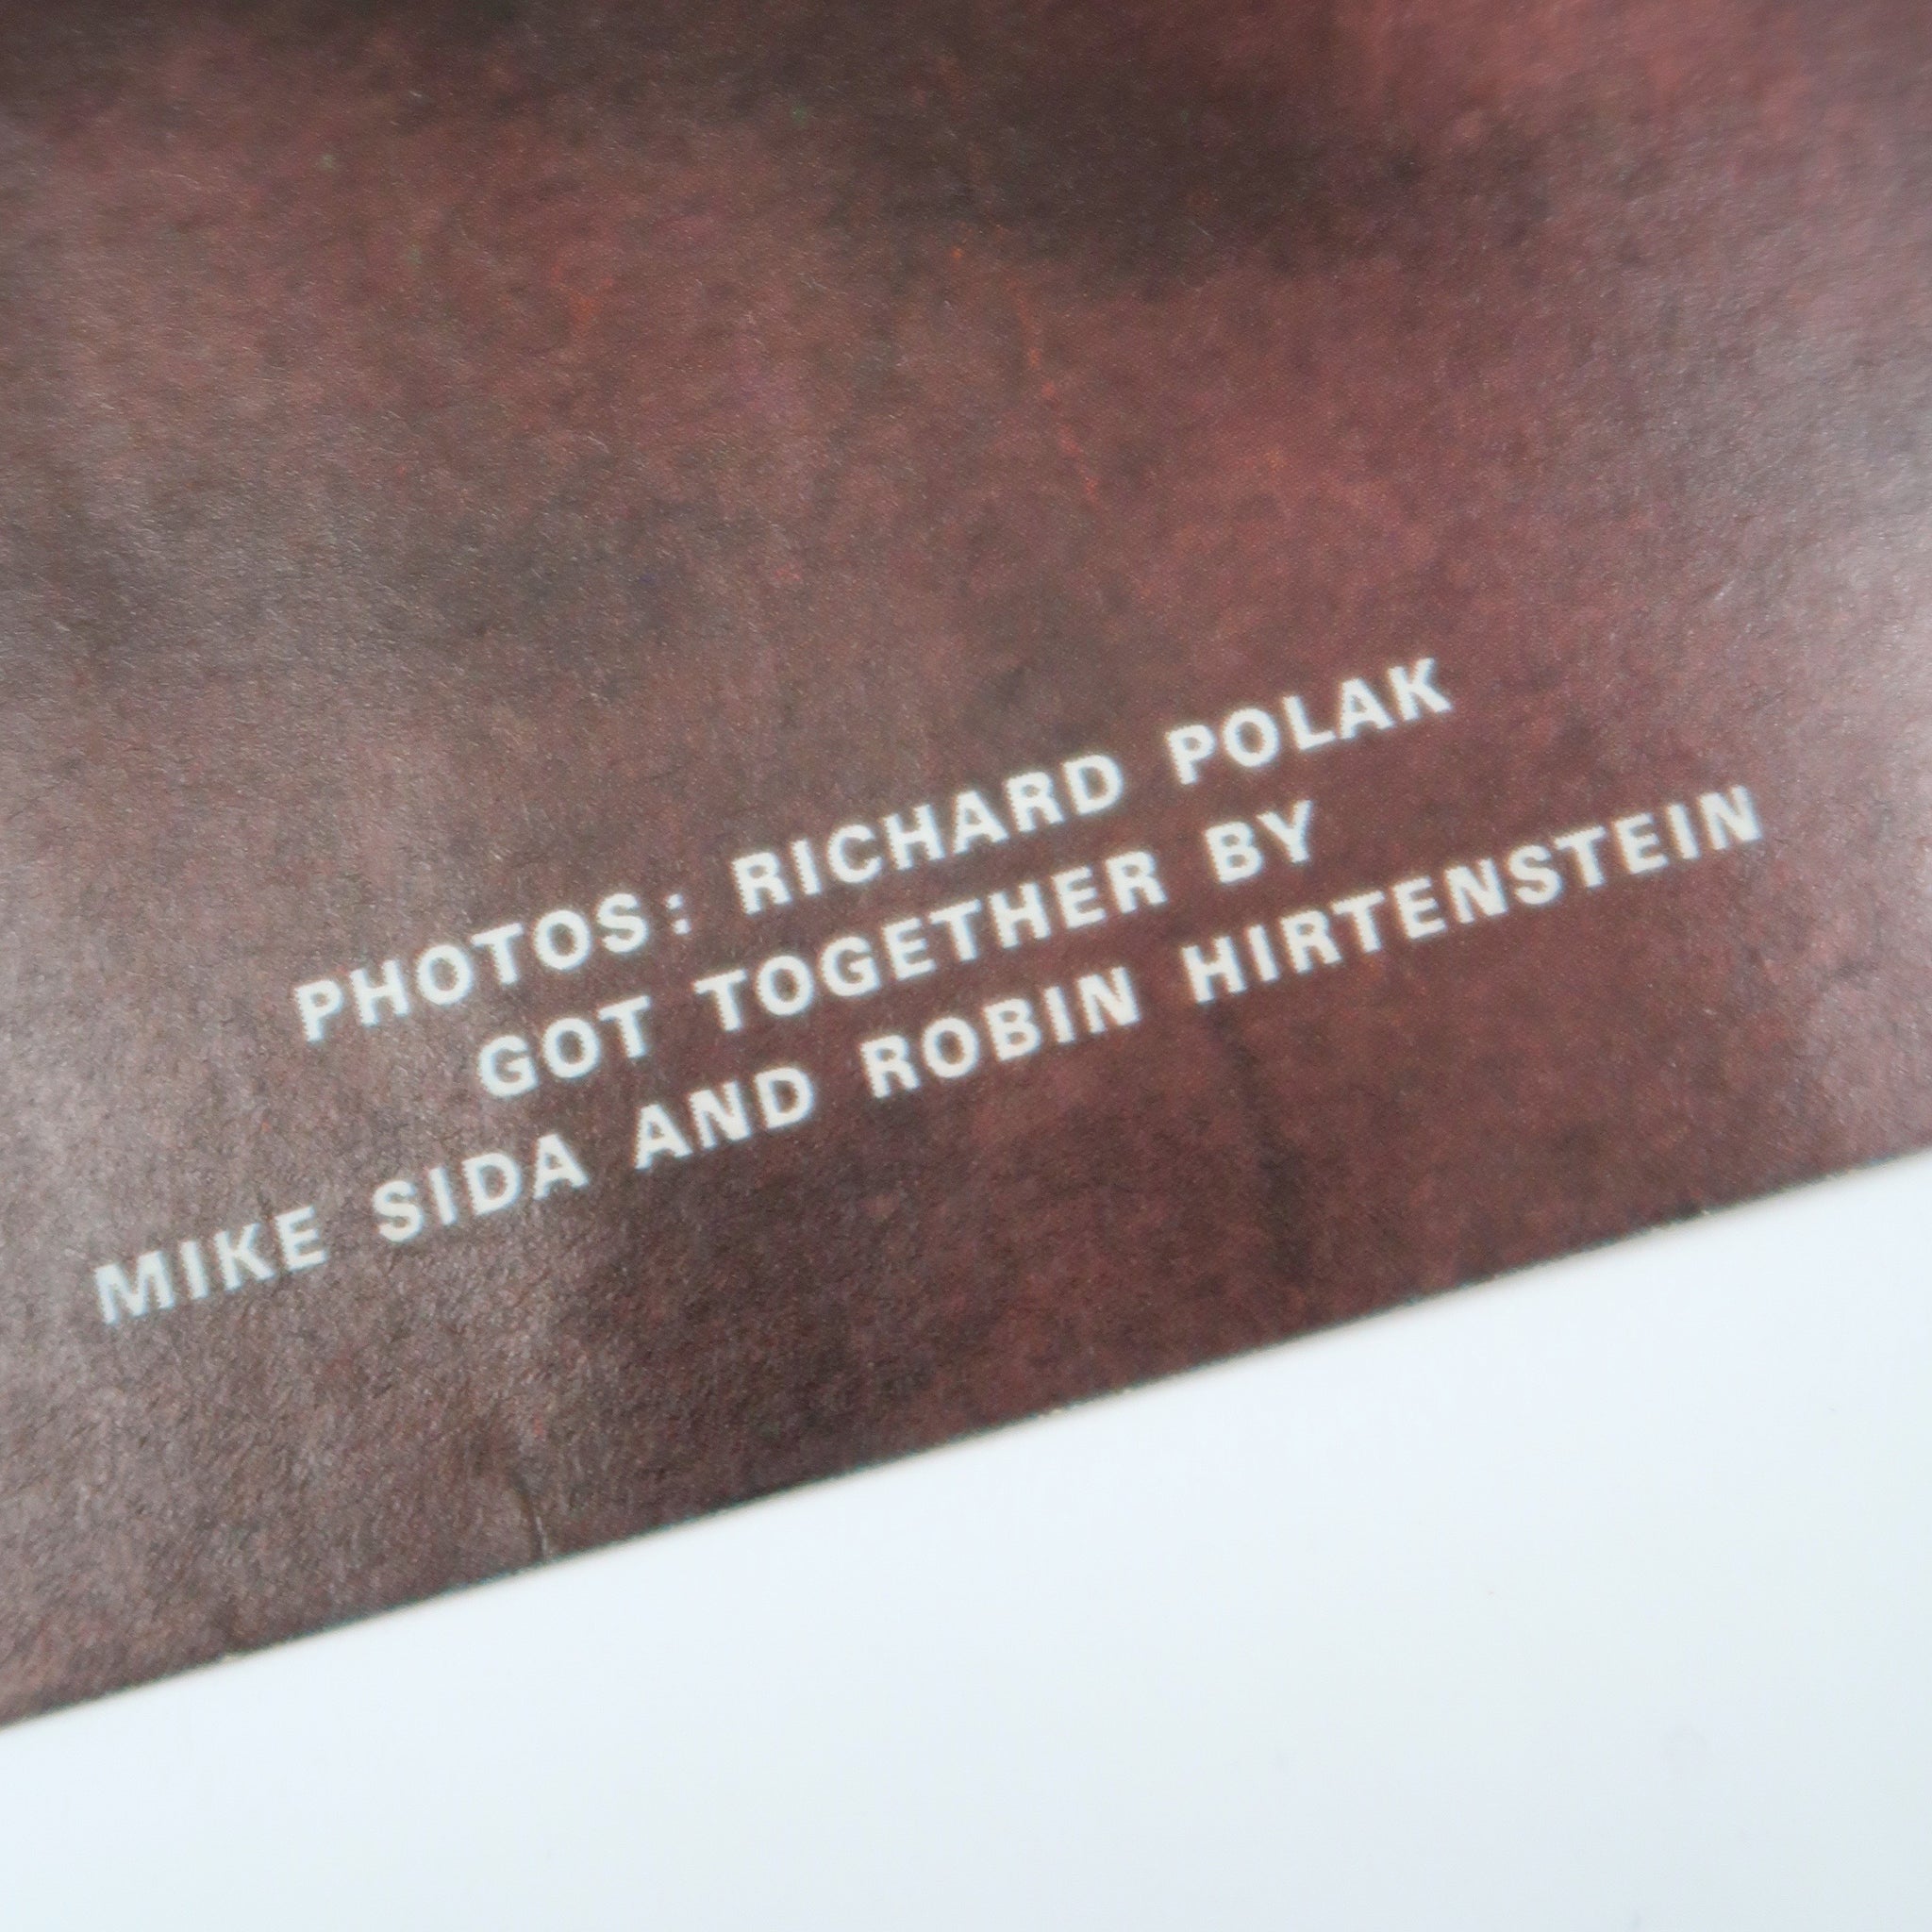 PHOTOS: RICHARD POLAK
GOT TOGETHER BY
MIKE SIDA AND ROBIN HIRTENSTEIN